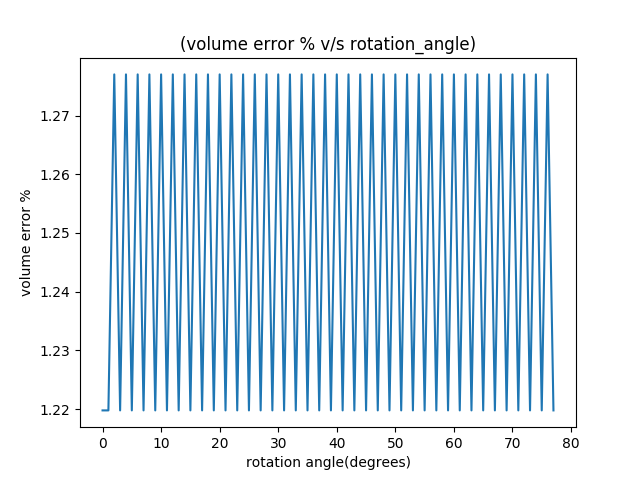 (volume error % v/s rotation_angle)
1.27
1.26
1.25
1.24
1.23
1.22
volume error %
0 10 20 30 40 50 60 70 80
rotation angle(degrees)